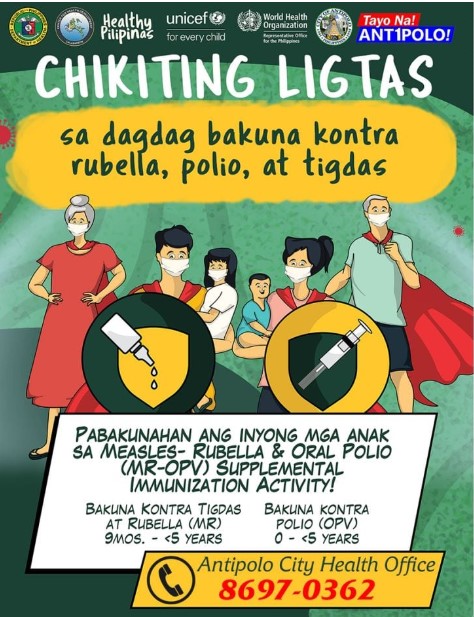 Healthy
Pilipinas
unicef
for every child
World Health
Organization
Representative Office
for the Philippines
Tayo Na!
ANT1POLO!
CHIKITING LIGTAS
sa dagdag bakuna kontra
rubella, polio, at tigdas
PABAKUNAHAN ANG INYONG MGA ANAK
SA MEASLES- RUBELLA & ORAL POLIO
(MR-OPV) SUPPLEMENTAL
IMMUNIZATION ACTIVITY!
BAKUNA KONTRA TIGDAS
AT RUBELLA (MR)
9MOS. - <5 YEARS
BAKUNA KONTRA
POLIO (OPV)
0 - <5 YEARS
Antipolo City Health Office
8697-0362